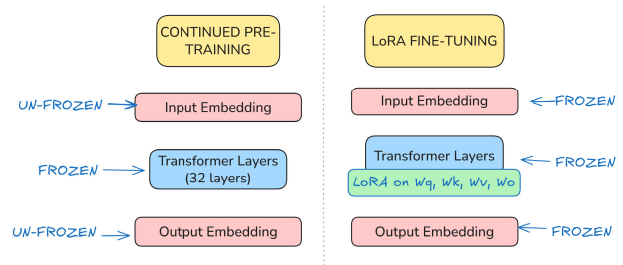 CONTINUED PRE-
TRAINING
UN-FROZEN
Input Embedding
FROZEN
Transformer Layers
(32 layers)
UN-FROZEN
Output Embedding
LoRA FINE-TUNING
Input Embedding
FROZEN
Transformer Layers
FROZEN
LoRA on Wq, Wk, Wv, Wo
Output Embedding
FROZEN